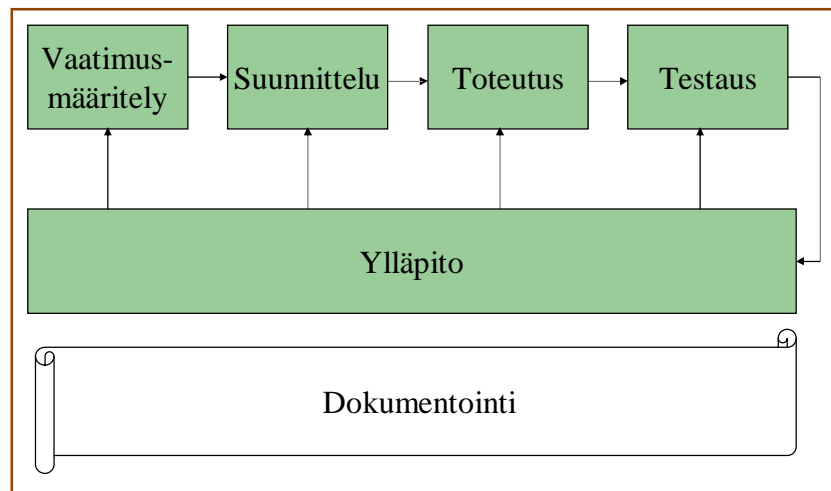 Vaatimus-
määritely
Suunnittelu
Toteutus
Testaus
Ylläpito
Dokumentointi